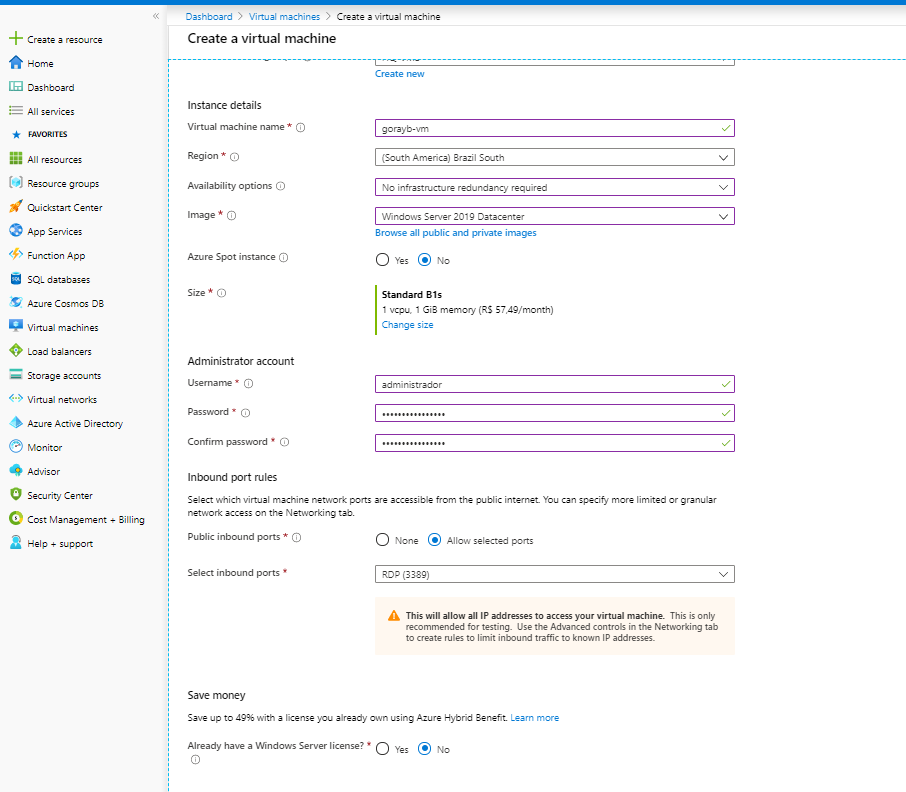 «
Dashboard > Virtual machines > Create a virtual machine
Create a virtual machine
Create a resource
Home
Dashboard
All services
FAVORITES
All resources
Resource groups
Quickstart Center
App Services
Function App
SQL databases
Azure Cosmos DB
Virtual machines
Load balancers
Storage accounts
Virtual networks
Azure Active Directory
Monitor
Advisor
Security Center
Cost Management + Billing
Help + support
Create new
Instance details
Virtual machine name *
gorayb-vm
Region *
(South America) Brazil South
Availability options
No infrastructure redundancy required
Image *
Windows Server 2019 Datacenter
Browse all public and private images
Azure Spot instance
Yes No
Size *
Standard B1s
1 vcpu, 1 GiB memory (R$ 57,49/month)
Change size
Administrator account
Username *
administrador
Password *
••••••••••••••••
Confirm password *
••••••••••••••••
Inbound port rules
Select which virtual machine network ports are accessible from the public internet. You can specify more limited or granular
network access on the Networking tab.
Public inbound ports *
None Allow selected ports
Select inbound ports *
RDP (3389)
This will allow all IP addresses to access your virtual machine. This is only
recommended for testing. Use the Advanced controls in the Networking tab
to create rules to limit inbound traffic to known IP addresses.
Save money
Save up to 49% with a license you already own using Azure Hybrid Benefit. Learn more
Already have a Windows Server license? *
Yes No